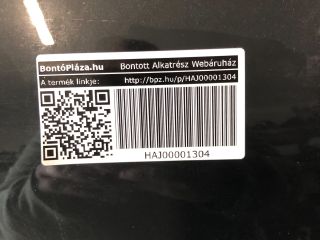 BontóPláza.hu Bontott Alkatrész Webáruház
A termék linkje: http://bpz.hu/p/HAJ00001304
HAJ00001304